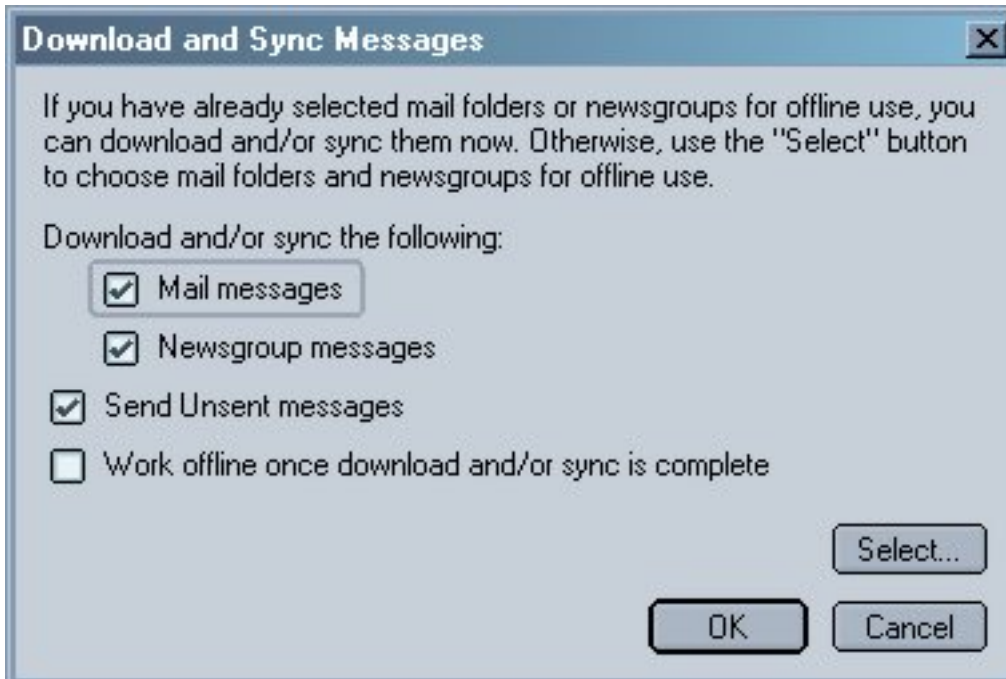 Download and Sync Messages
If you have already selected mail folders or newsgroups for offline use, you
can download and/or sync them now. Otherwise, use the "Select" button
to choose mail folders and newsgroups for offline use.
Download and/or sync the following:
Mail messages
Newsgroup messages
Send Unsent messages
Work offline once download and/or sync is complete
Select...
OK
Cancel